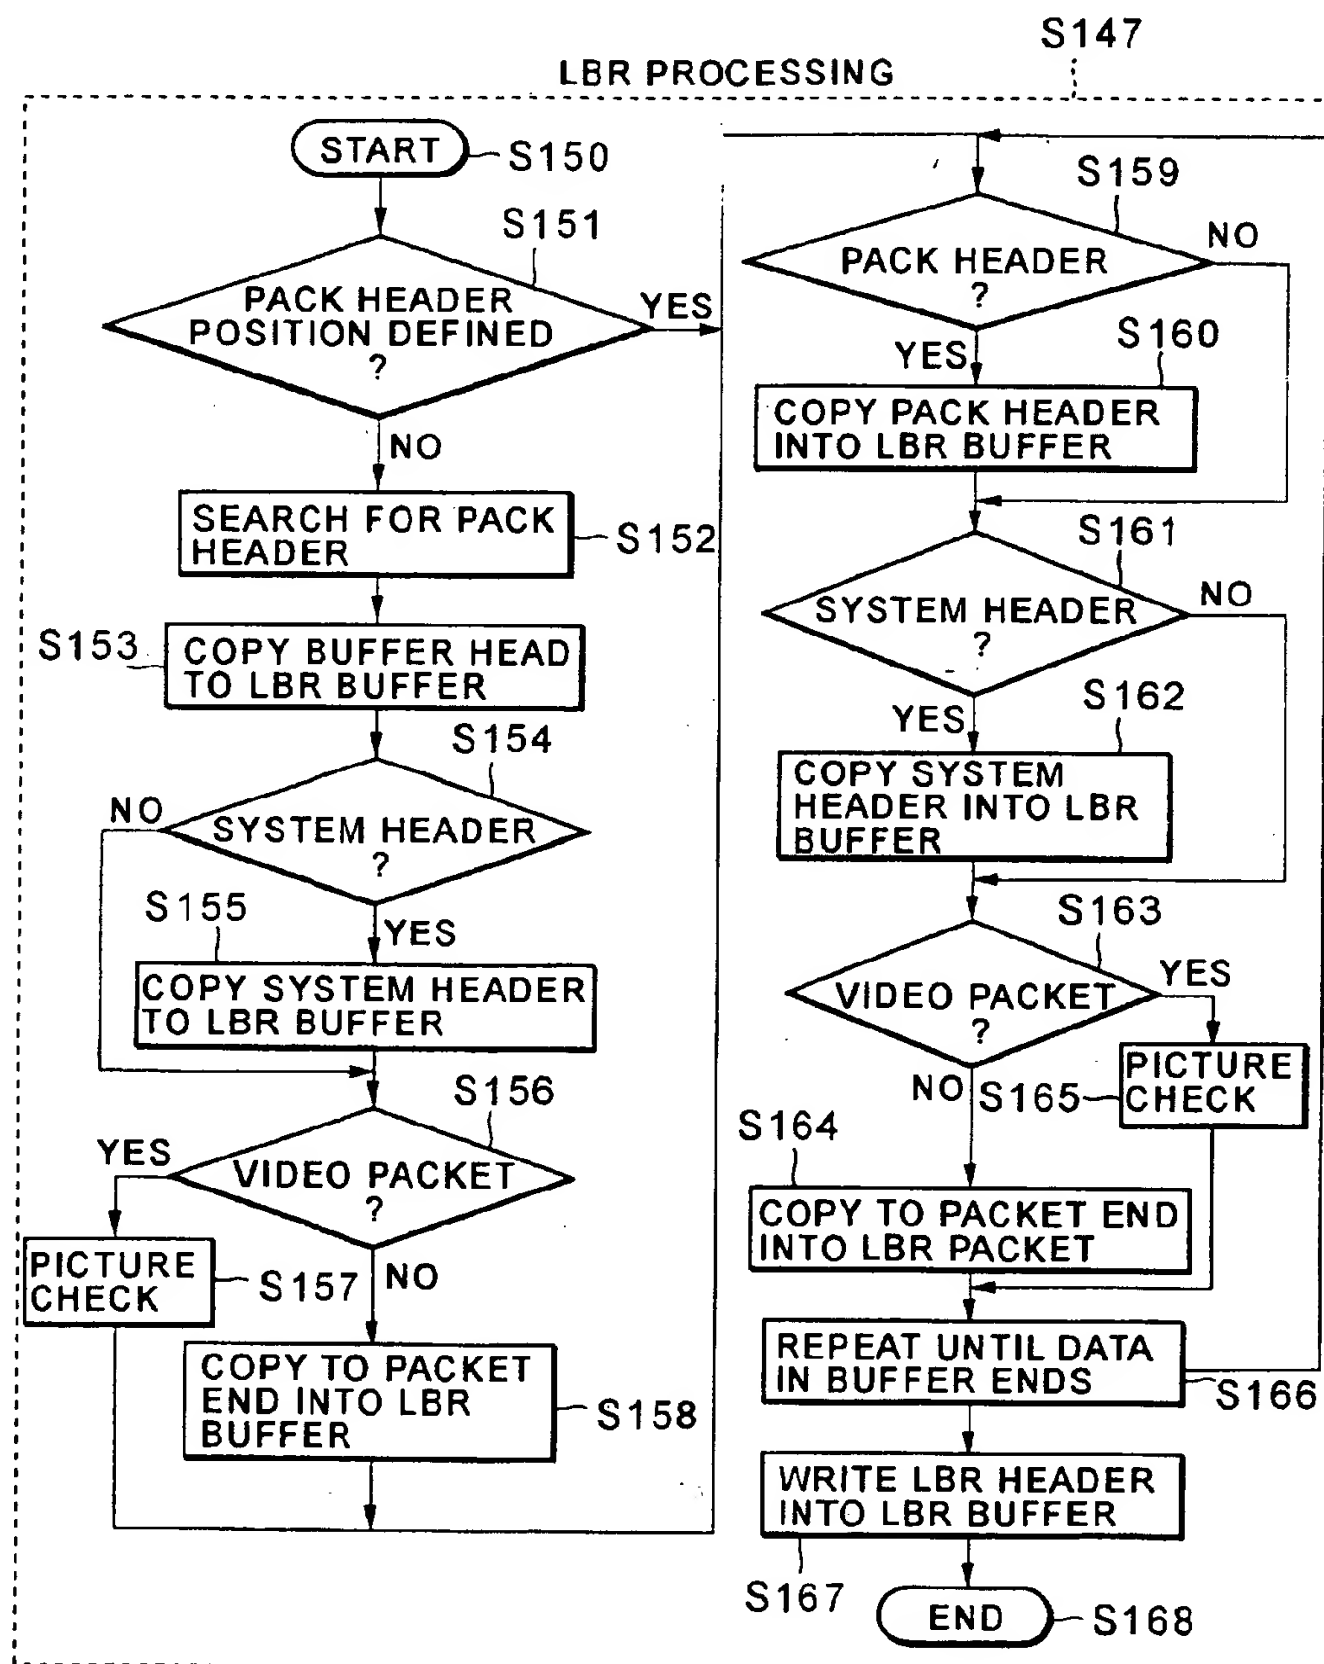 S147
LBR PROCESSING
START
S150
S151
PACK HEADER
POSITION DEFINED
?
YES
NO
SEARCH FOR PACK
HEADER
S152
S153
COPY BUFFER HEAD
TO LBR BUFFER
S154
NO
SYSTEM HEADER
?
S155
YES
COPY SYSTEM HEADER
TO LBR BUFFER
S156
YES
VIDEO PACKET
?
PICTURE
CHECK
S157
NO
COPY TO PACKET
END INTO LBR
BUFFER
S158
S159
NO
PACK HEADER
?
YES
S160
COPY PACK HEADER
INTO LBR BUFFER
S161
NO
SYSTEM HEADER
?
YES
S162
COPY SYSTEM
HEADER INTO LBR
BUFFER
S163
YES
VIDEO PACKET
?
NO
S165
PICTURE
CHECK
S164
COPY TO PACKET END
INTO LBR PACKET
REPEAT UNTIL DATA
IN BUFFER ENDS
S166
WRITE LBR HEADER
INTO LBR BUFFER
S167
END
S168